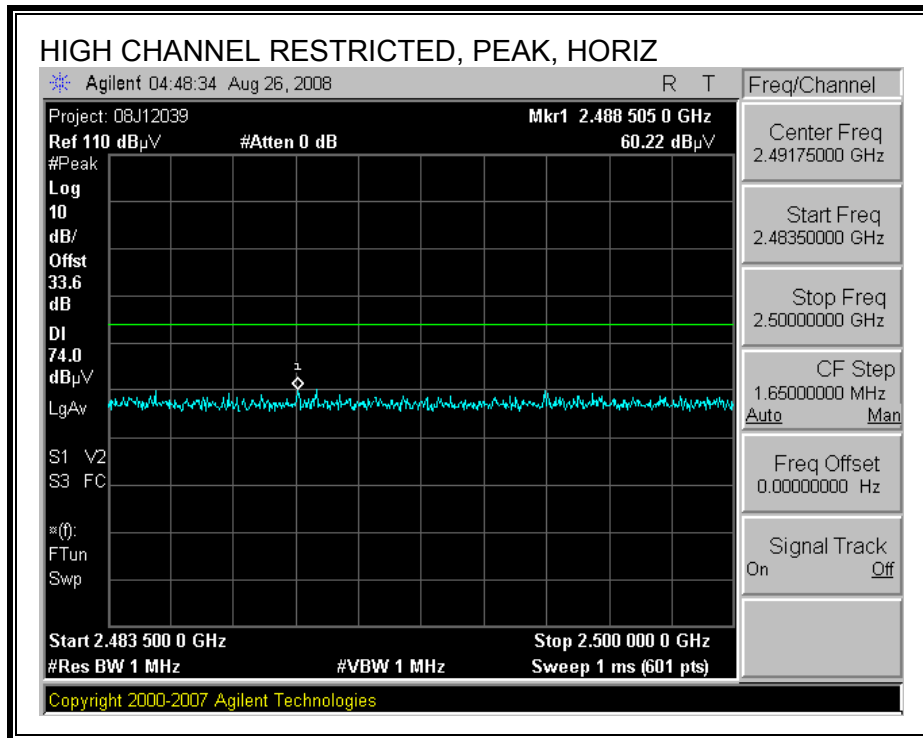 HIGH CHANNEL RESTRICTED, PEAK, HORIZ
Agilent 04:48:34 Aug 26, 2008 R T
Project: 08J12039 Mkr1 2.488 505 0 GHz
Ref 110 dBµV #Atten 0 dB 60.22 dBµV
#Peak
Log
10
dB/
Offst
33.6
dB
DI
74.0
dBµV
LgAv
1
S1 V2
S3 FC
¤(f):
FTun
Swp
Start 2.483 500 0 GHz Stop 2.500 000 0 GHz
#Res BW 1 MHz #VBW 1 MHz Sweep 1 ms (601 pts)
Copyright 2000-2007 Agilent Technologies
Freq/Channel
Center Freq
2.49175000 GHz
Start Freq
2.48350000 GHz
Stop Freq
2.50000000 GHz
CF Step
1.65000000 MHz
Auto Man
Freq Offset
0.00000000 Hz
Signal Track
On Off